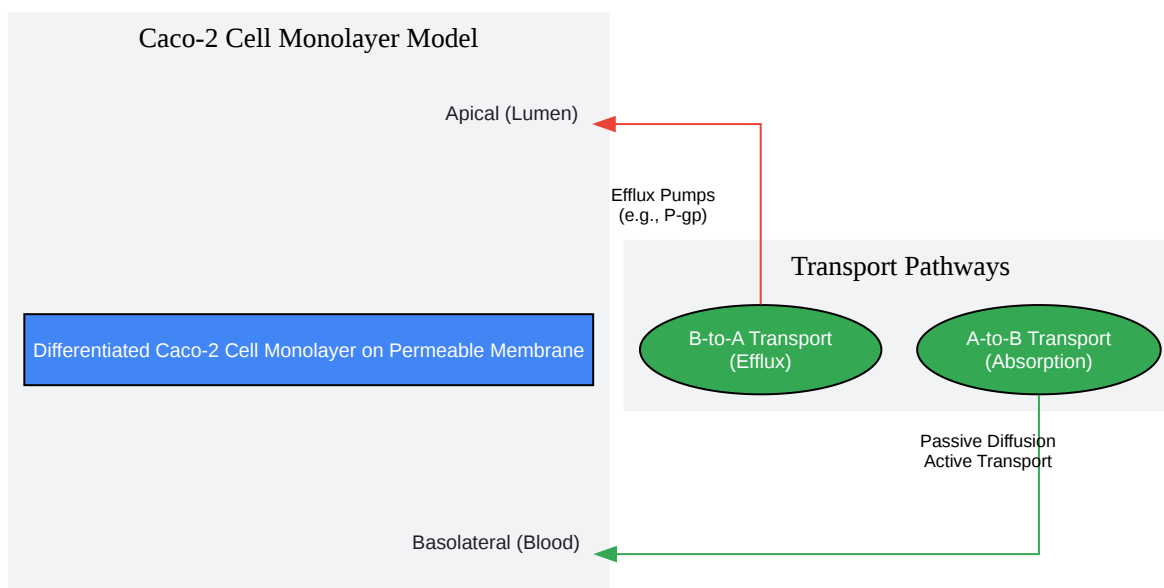 Caco-2 Cell Monolayer Model
Apical (Lumen)
Efflux Pumps
(e.g., P-gp)
Transport Pathways
Differentiated Caco-2 Cell Monolayer on Permeable Membrane
B-to-A Transport
(Efflux)
A-to-B Transport
(Absorption)
Passive Diffusion
Active Transport
Basolateral (Blood)